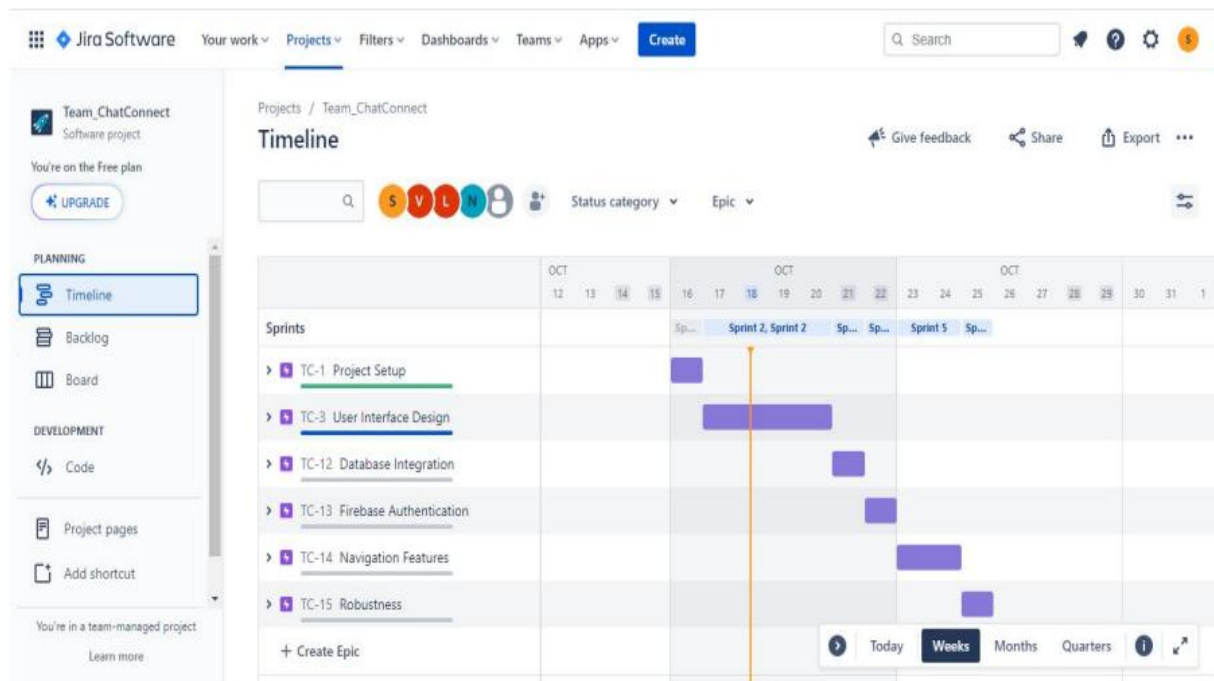 Jira Software Your work Projects Filters Dashboards Teams Apps Create Search S
Team_ChatConnect
Software project
You're on the Free plan
UPGRADE
PLANNING
Timeline
Backlog
Board
DEVELOPMENT
Code
Project pages
Add shortcut
You're in a team-managed project
Learn more
Projects / Team_ChatConnect
Timeline
Give feedback Share Export
S V L N Status category Epic
OCT OCT OCT
12 13 14 15 16 17 18 19 20 21 22 23 24 25 26 27 28 29 30 31 1
Sprints Sp... Sprint 2, Sprint 2 Sp... Sp... Sprint 5 Sp...
TC-1 Project Setup
TC-3 User Interface Design
TC-12 Database Integration
TC-13 Firebase Authentication
TC-14 Navigation Features
TC-15 Robustness
+ Create Epic
Today Weeks Months Quarters